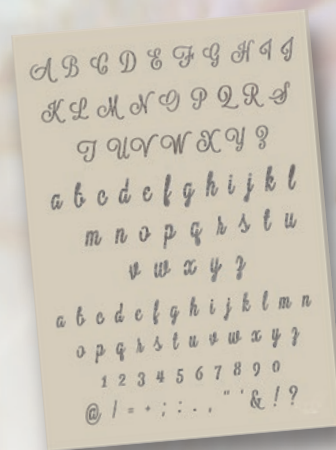 A B C D E F G H I J
K L M N O P Q R S
T U V W X Y Z
a b c d e f g h i j k l
m n o p q r s t u
v w x y z
a b c d e f g h i j k l m n
o p q r s t u v w x y z
1 2 3 4 5 6 7 8 9 0
@ / = + ; : . , " ' & ! ?